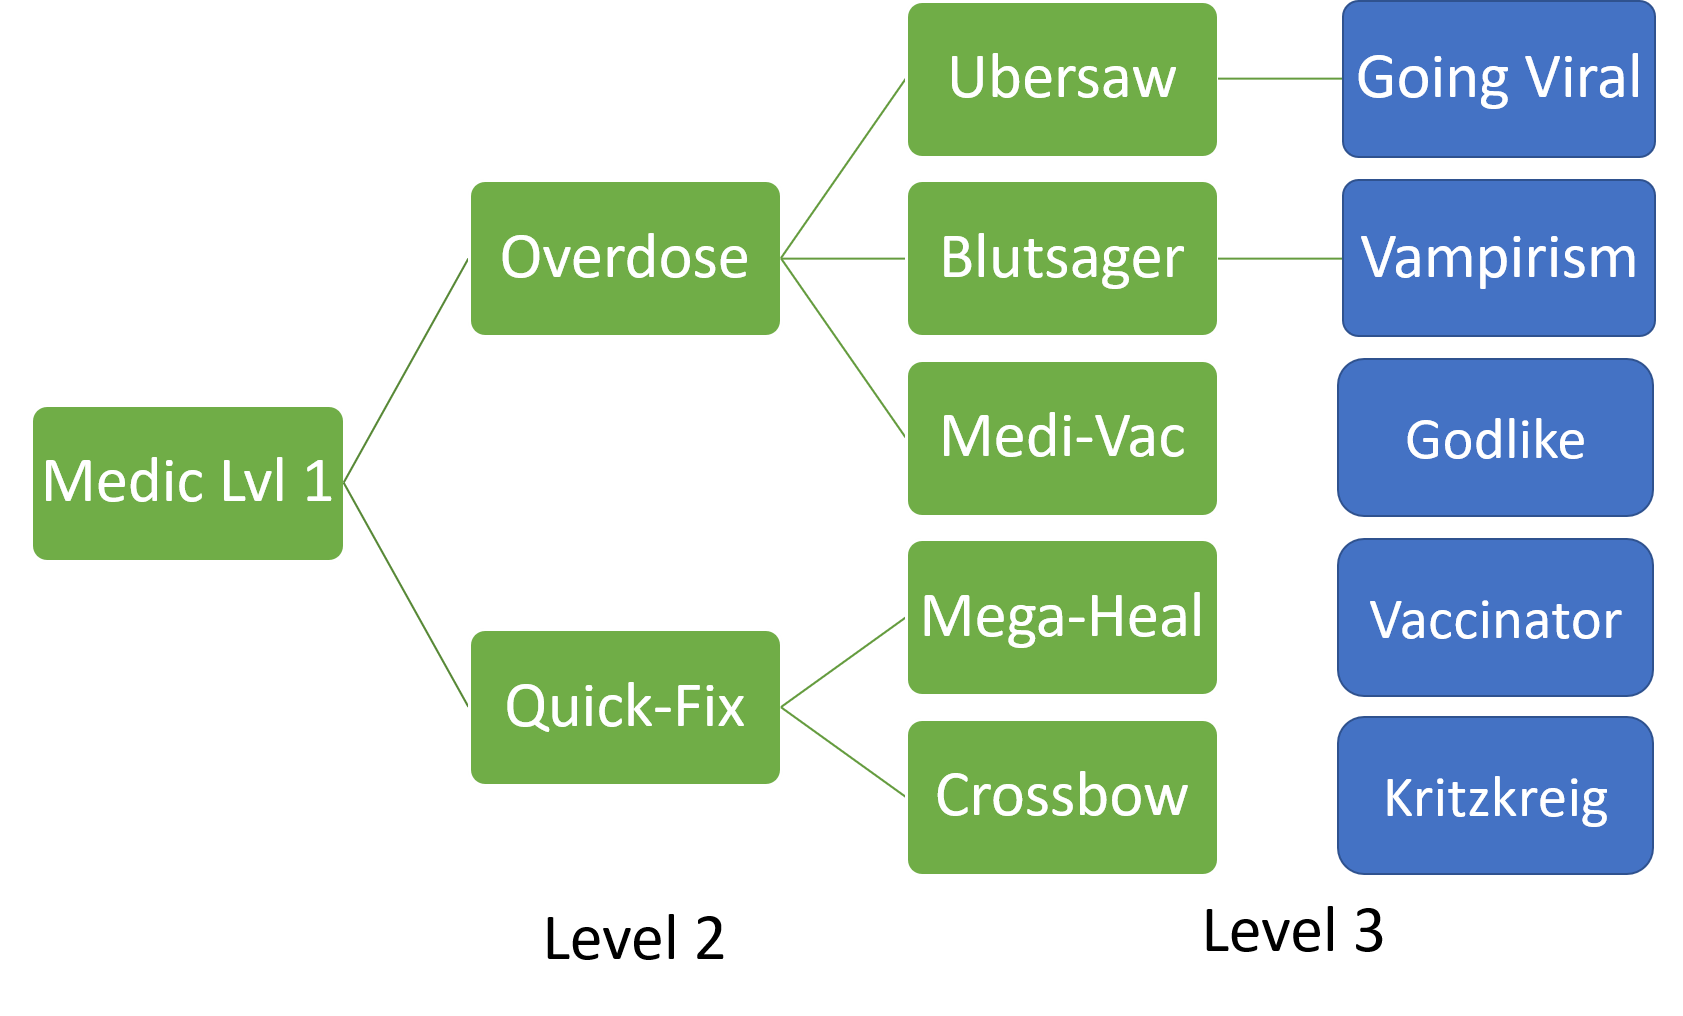 Medic Lvl 1
Overdose
Quick-Fix
Ubersaw
Blutsager
Medi-Vac
Mega-Heal
Crossbow
Going Viral
Vampirism
Godlike
Vaccinator
Kritzkreig
Level 2
Level 3